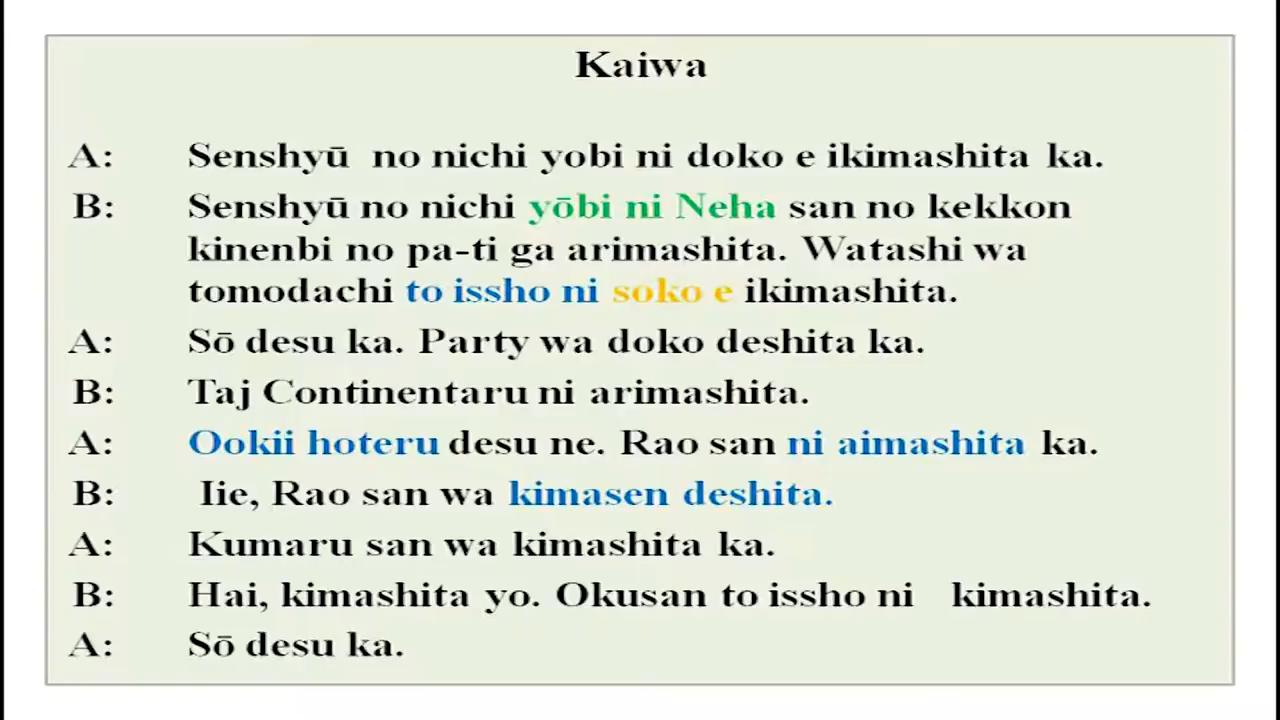 Kaiwa
A: Senshyū no nichi yobi ni doko e ikimashita ka.
B: Senshyū no nichi yōbi ni Neha san no kekkon
kinenbi no pa-ti ga arimashita. Watashi wa
tomodachi to issho ni soko e ikimashita.
A: Sō desu ka. Party wa doko deshita ka.
B: Taj Continentaru ni arimashita.
A: Ookii hoteru desu ne. Rao san ni aimashita ka.
B: Iie, Rao san wa kimasen deshita.
A: Kumaru san wa kimashita ka.
B: Hai, kimashita yo. Okusan to issho ni kimashita.
A: Sō desu ka.